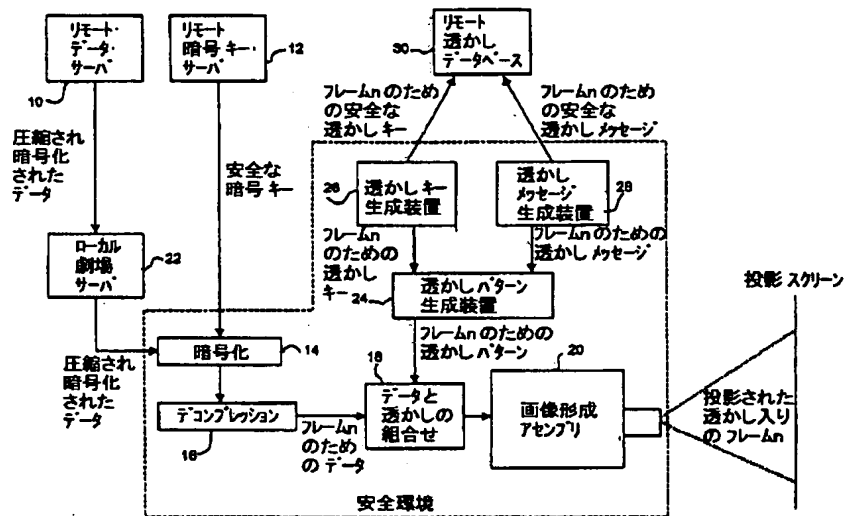 リモート・
データ・
サーバ
10
リモート
暗号 キー・
サーバ
12
リモート
透かし
データベース
30
フレームn のため
の安全な
透かし キー
フレームn のための
安全な
透かし メッセージ
圧縮され
暗号化
された
データ
安全な
暗号 キー
透かし キー
生成装置
26
透かし
メッセージ
生成装置
28
フレームn
のための
透かし
キー
フレームn のための
透かし メッセージ
ローカル
劇場
サーバ
22
透かし パターン
生成装置
24
投影 スクリーン
フレームn のための
透かし パターン
暗号化
14
圧縮され
暗号化
された
データ
デコンプレッション
16
フレームn
のため
の データ
データと
透かしの
組合せ
18
画像形成
アセンブリ
20
投影された
透かし入り
のフレームn
安全環境